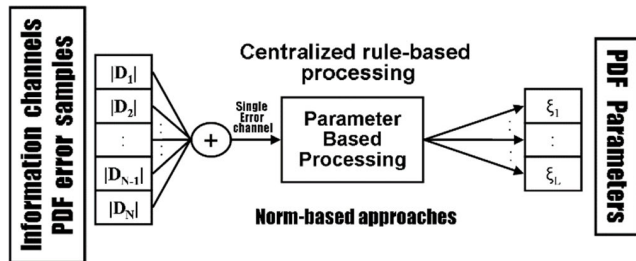 Information channels
PDF error samples
|D₁|
|D₂|
:
|Dₙ₋₁|
|Dₙ|
+
Single
Error
channel
Centralized rule-based
processing
Parameter
Based
Processing
Norm-based approaches
ξ₁
:
ξL
PDF Parameters